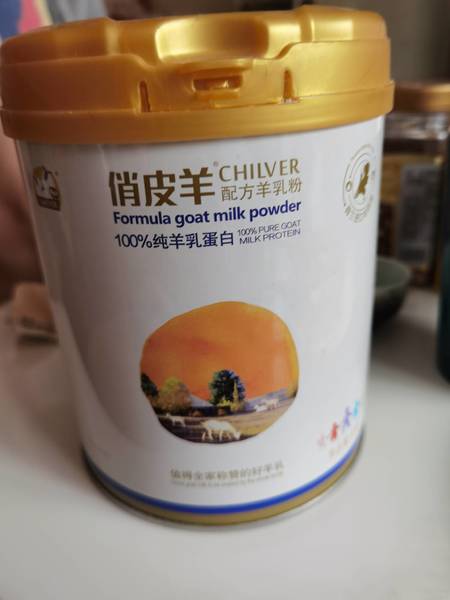 俏皮羊® CHILVER
配方羊乳粉
Formula goat milk powder
100%纯羊乳蛋白 100% PURE GOAT
MILK PROTEIN
值得全家称赞的好羊乳